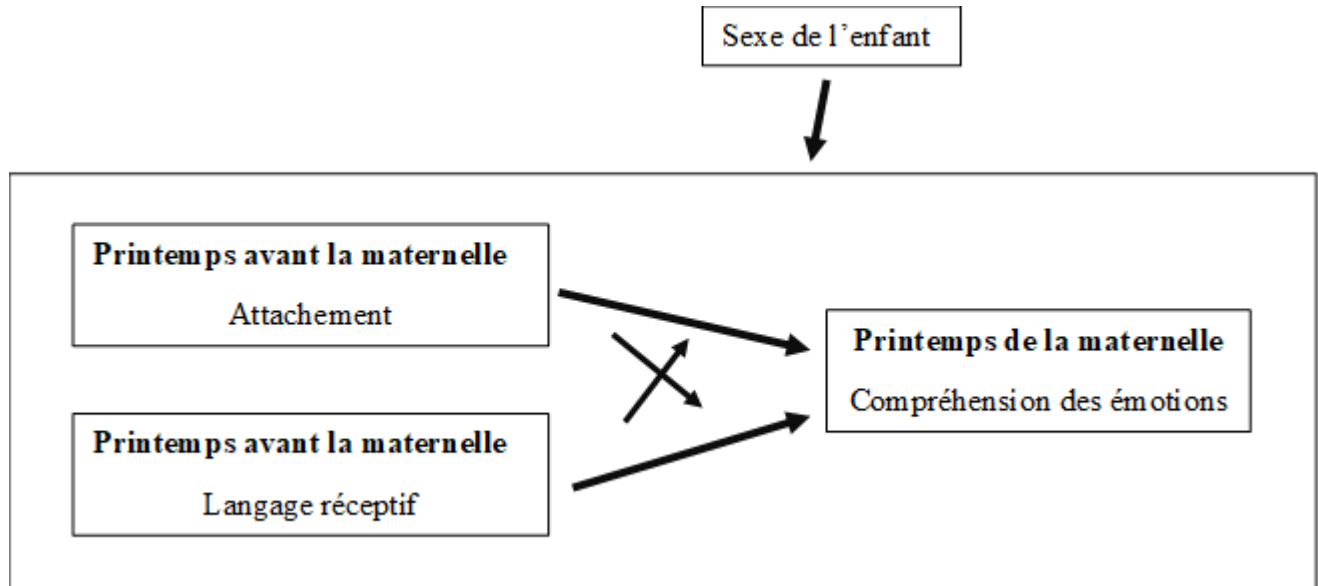 Sexe de l'enfant
Printemps avant la maternelle
Attachement
Printemps de la maternelle
Compréhension des émotions
Printemps avant la maternelle
Langage réceptif